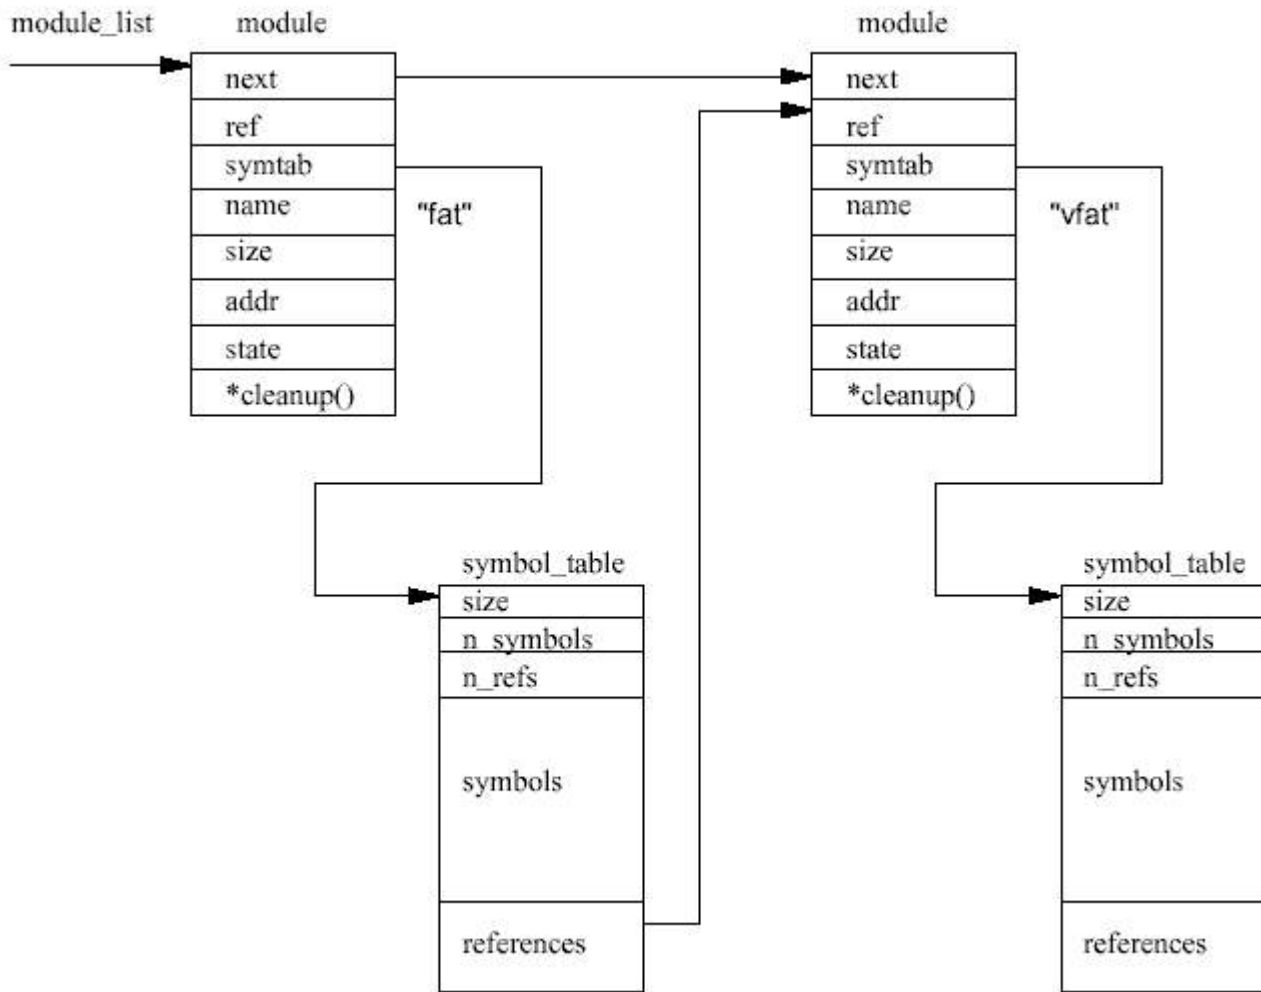 module_list
module
module
next
ref
symtab
name
"fat"
size
addr
state
*cleanup()
next
ref
symtab
name
"vfat"
size
addr
state
*cleanup()
symbol_table
size
n_symbols
n_refs
symbols
references
symbol_table
size
n_symbols
n_refs
symbols
references